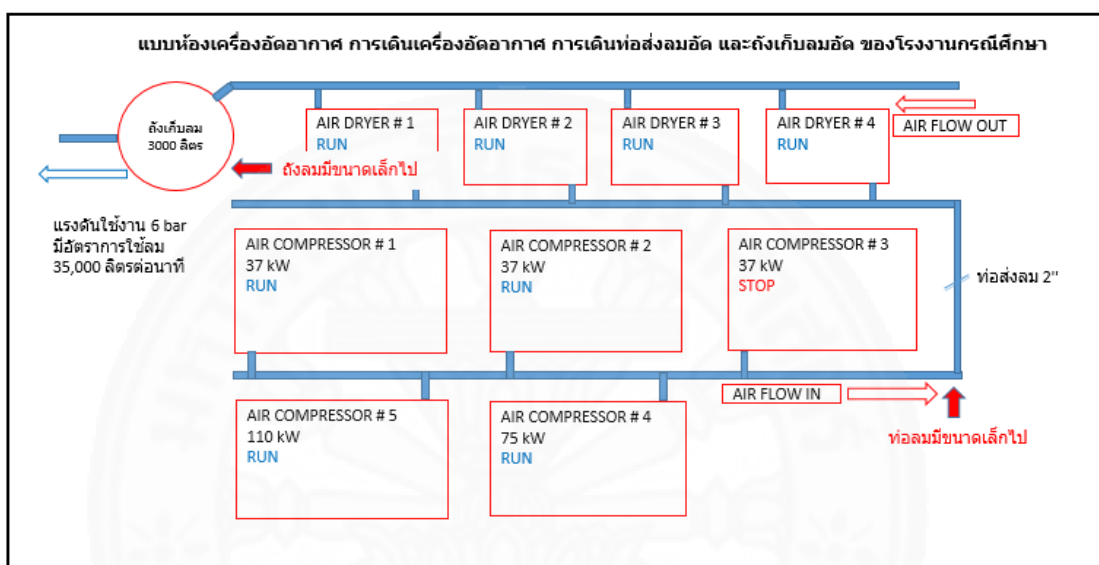 แบบห้องเครื่องอัดอากาศ การเดินเครื่องอัดอากาศ การเดินท่อส่งลมอัด และถังเก็บลมอัด ของโรงงานกรณีศึกษา
ถังเก็บลม
3000 ลิตร
AIR DRYER # 1
RUN
AIR DRYER # 2
RUN
AIR DRYER # 3
RUN
AIR DRYER # 4
RUN
AIR FLOW OUT
ถังลมมีขนาดเล็กไป
แรงดันใช้งาน 6 bar
มีอัตราการใช้ลม
35,000 ลิตรต่อนาที
AIR COMPRESSOR # 1
37 kW
RUN
AIR COMPRESSOR # 2
37 kW
RUN
AIR COMPRESSOR # 3
37 kW
STOP
ท่อส่งลม 2"
AIR FLOW IN
AIR COMPRESSOR # 5
110 kW
RUN
AIR COMPRESSOR # 4
75 kW
RUN
ท่อลมมีขนาดเล็กไป